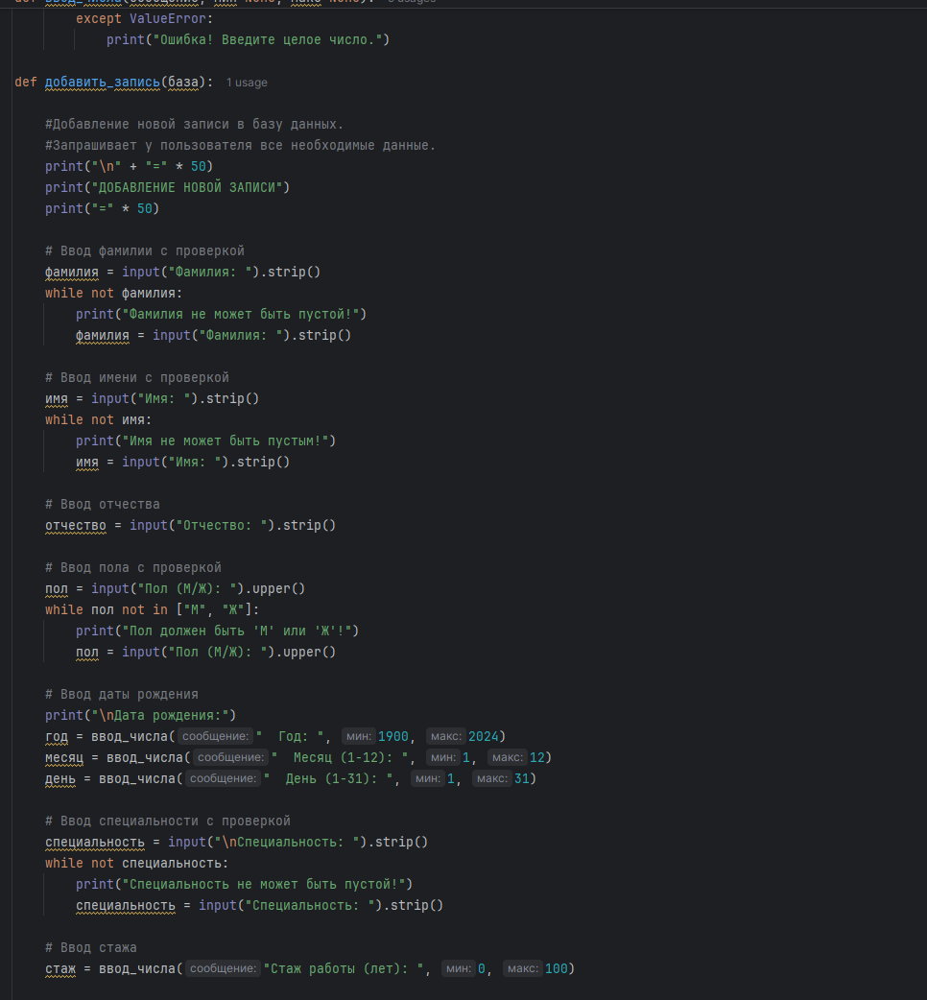 def ввод_числа(сообщение, мин=None, макс=None):
except ValueError:
print("Ошибка! Введите целое число.")
def добавить_запись(база): 1 usage
#Добавление новой записи в базу данных.
#Запрашивает у пользователя все необходимые данные.
print("\n" + "=" * 50)
print("ДОБАВЛЕНИЕ НОВОЙ ЗАПИСИ")
print("=" * 50)
# Ввод фамилии с проверкой
фамилия = input("Фамилия: ").strip()
while not фамилия:
print("Фамилия не может быть пустой!")
фамилия = input("Фамилия: ").strip()
# Ввод имени с проверкой
имя = input("Имя: ").strip()
while not имя:
print("Имя не может быть пустым!")
имя = input("Имя: ").strip()
# Ввод отчества
отчество = input("Отчество: ").strip()
# Ввод пола с проверкой
пол = input("Пол (М/Ж): ").upper()
while пол not in ["М", "Ж"]:
print("Пол должен быть 'М' или 'Ж'!")
пол = input("Пол (М/Ж): ").upper()
# Ввод даты рождения
print("\nДата рождения:")
год = ввод_числа( сообщение: "  Год: ", мин: 1900, макс: 2024)
месяц = ввод_числа( сообщение: "  Месяц (1-12): ", мин: 1, макс: 12)
день = ввод_числа( сообщение: "  День (1-31): ", мин: 1, макс: 31)
# Ввод специальности с проверкой
специальность = input("\nСпециальность: ").strip()
while not специальность:
print("Специальность не может быть пустой!")
специальность = input("Специальность: ").strip()
# Ввод стажа
стаж = ввод_числа( сообщение: "Стаж работы (лет): ", мин: 0, макс: 100)